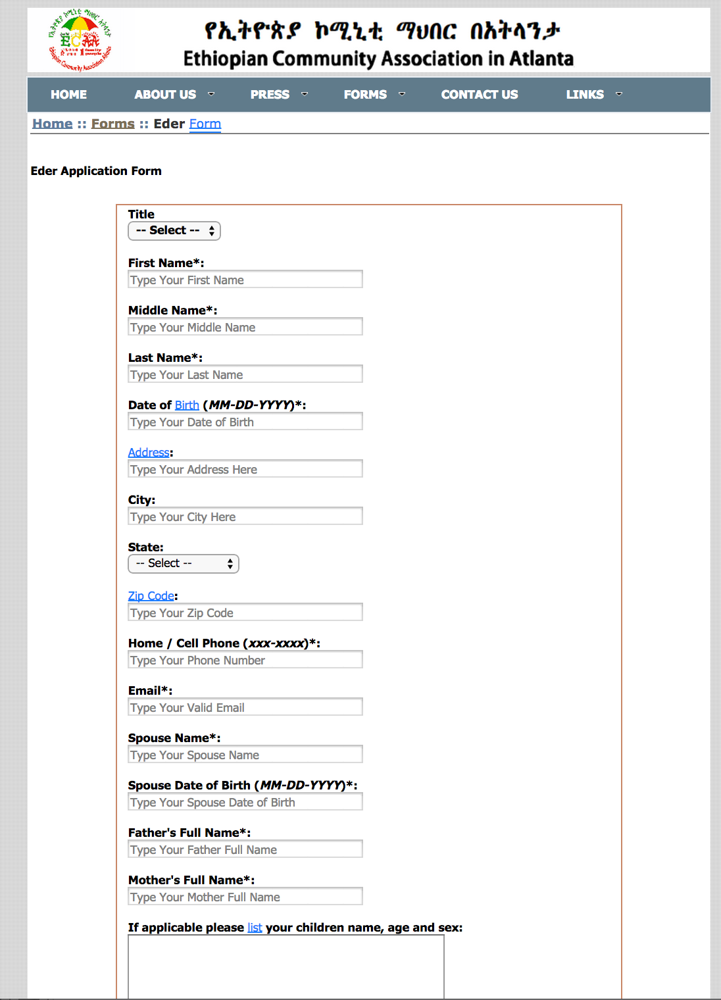 የኢትዮጵያ ኮሚኒቲ ማህበር በአትላንታ
Ethiopian Community Association in Atlanta
ECAA
HOME ABOUT US PRESS FORMS CONTACT US LINKS
Home :: Forms :: Eder Form
Eder Application Form
Title
-- Select --
First Name*:
Type Your First Name
Middle Name*:
Type Your Middle Name
Last Name*:
Type Your Last Name
Date of Birth (MM-DD-YYYY)*:
Type Your Date of Birth
Address:
Type Your Address Here
City:
Type Your City Here
State:
-- Select --
Zip Code:
Type Your Zip Code
Home / Cell Phone (xxx-xxxx)*:
Type Your Phone Number
Email*:
Type Your Valid Email
Spouse Name*:
Type Your Spouse Name
Spouse Date of Birth (MM-DD-YYYY)*:
Type Your Spouse Date of Birth
Father's Full Name*:
Type Your Father Full Name
Mother's Full Name*:
Type Your Mother Full Name
If applicable please list your children name, age and sex: